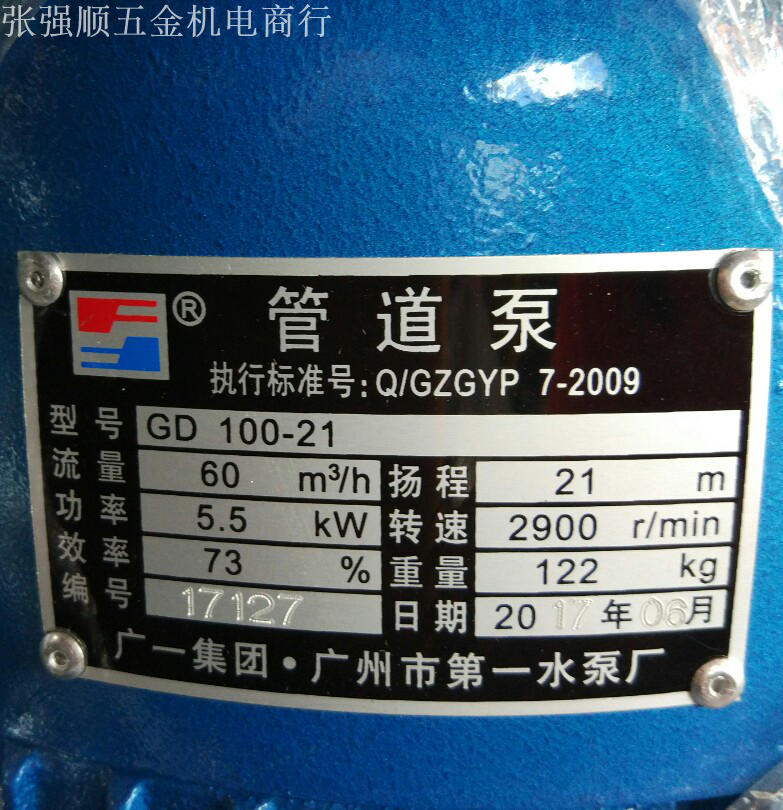 张强顺五金机电商行
® 管道泵
执行标准号:Q/GZGYP 7-2009
型号 GD 100-21
流量 60 m³/h 扬程 21 m
功率 5.5 kW 转速 2900 r/min
效率 73 % 重量 122 kg
编号 17127 日期 2017年06月
广一集团·广州市第一水泵厂